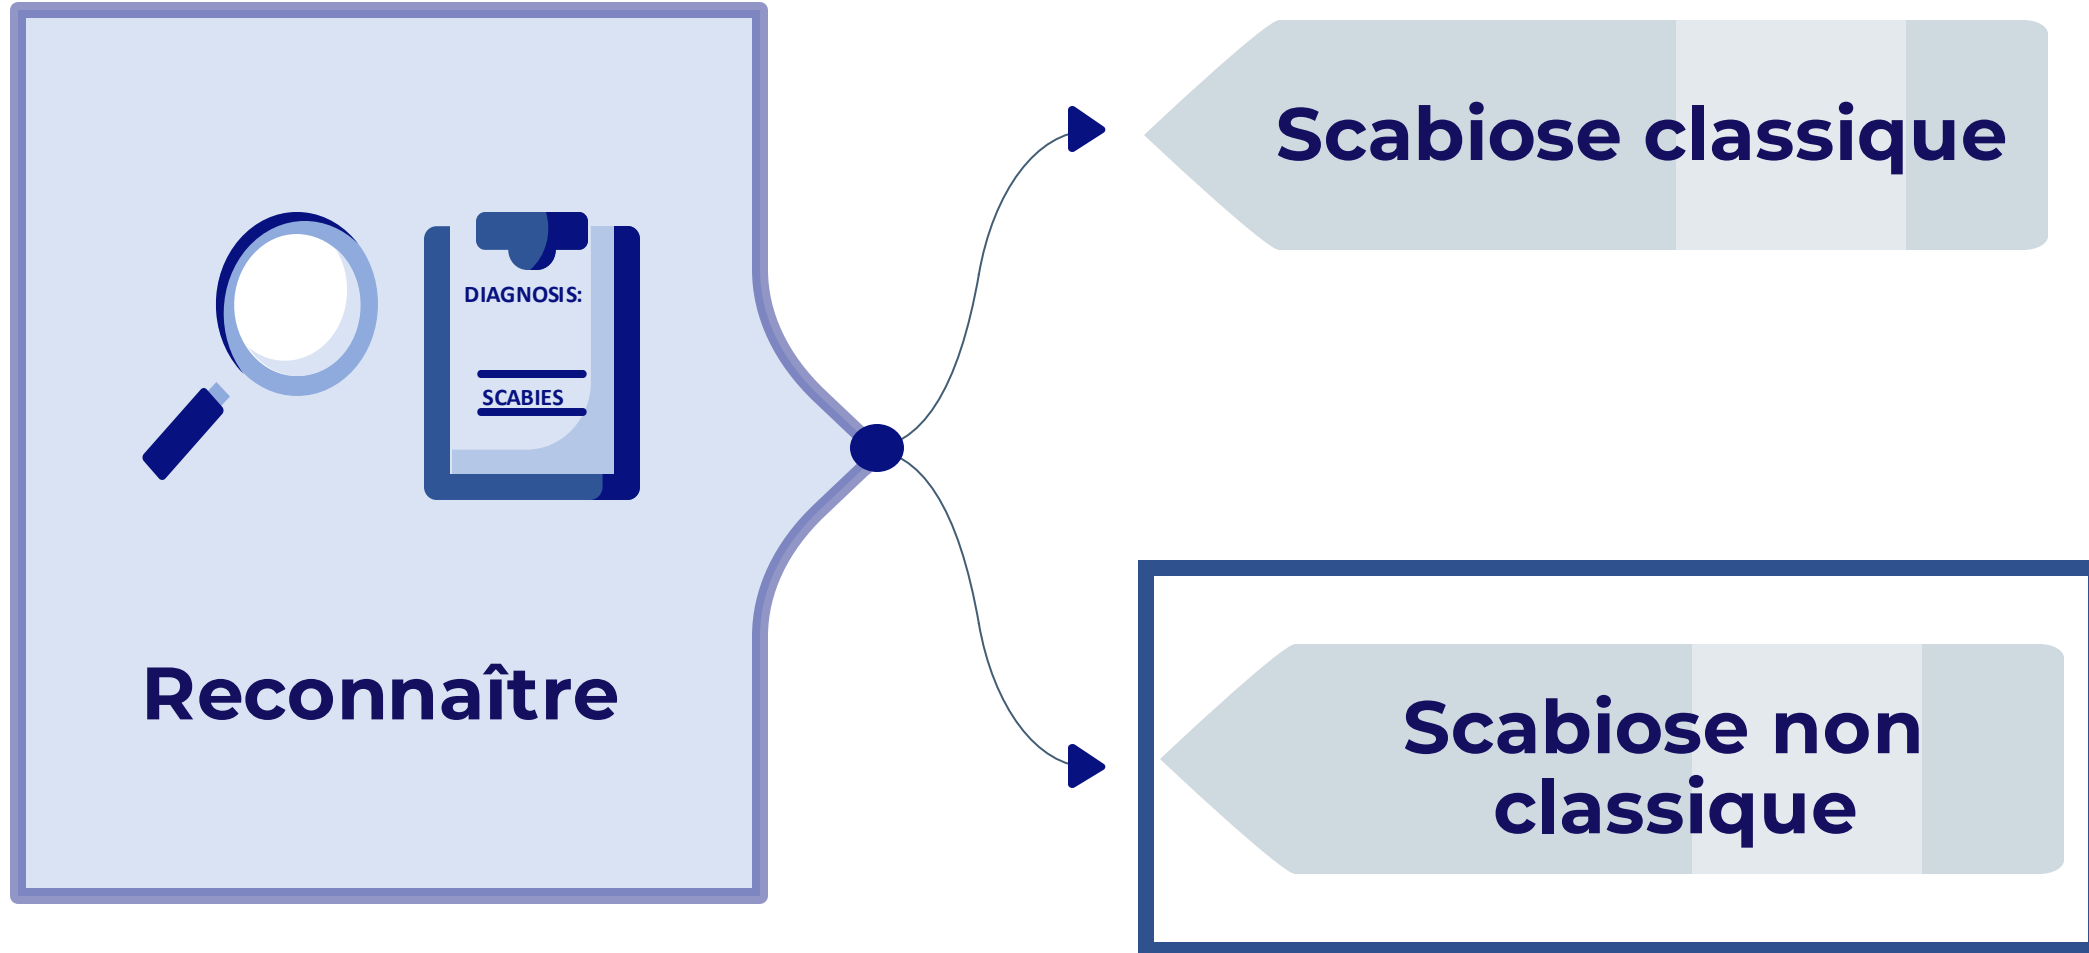 Scabiose classique
DIAGNOSIS:
SCABIES
Reconnaître
Scabiose non
classique